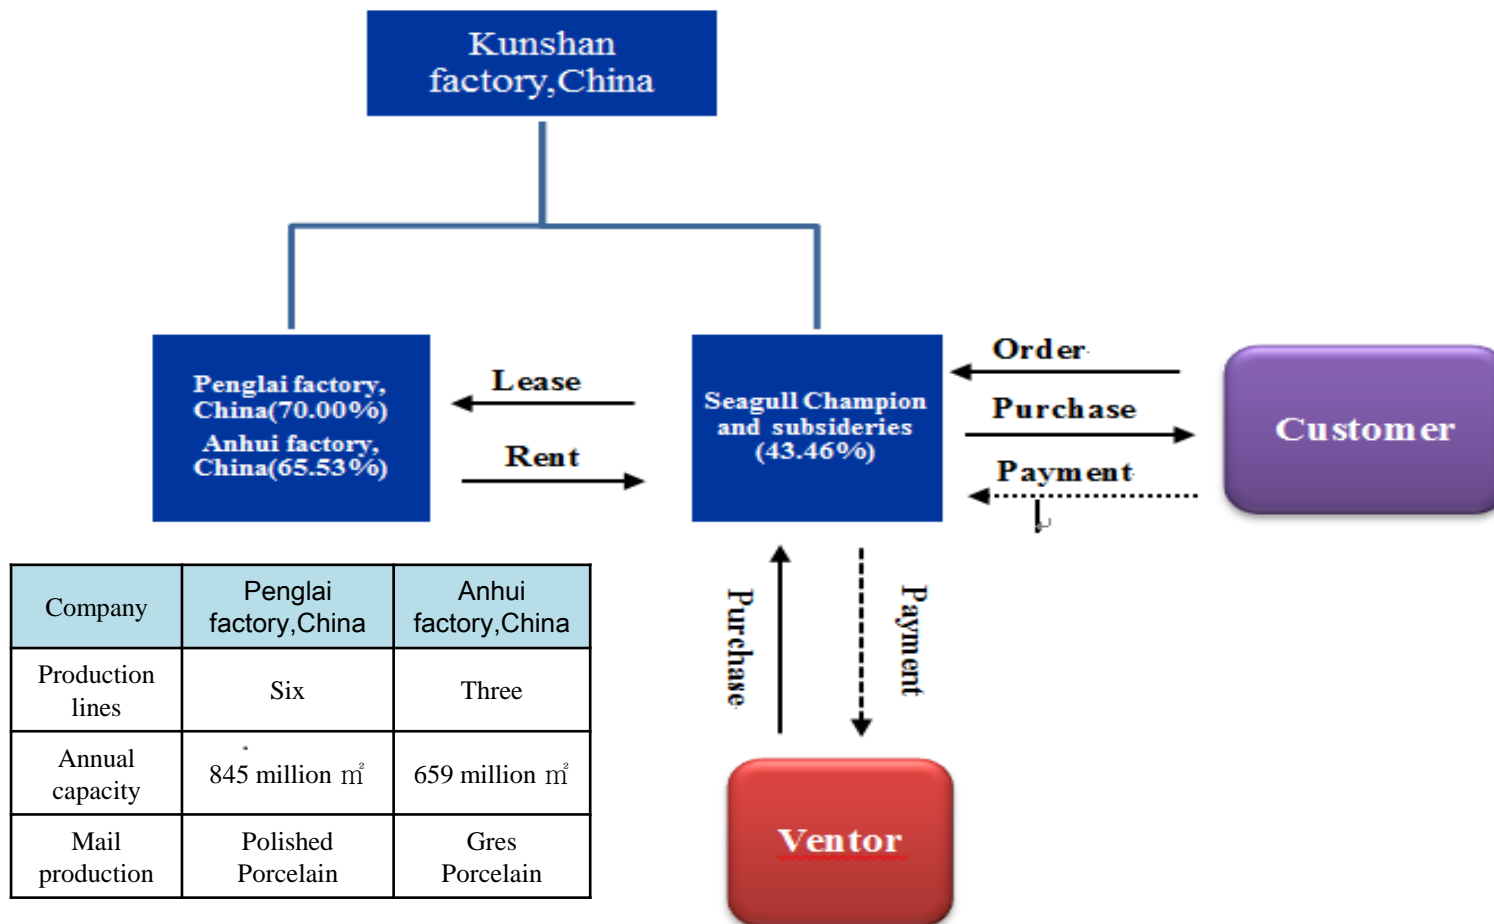 Kunshan
factory,China
Penglai factory,
China(70.00%)
Anhui factory,
China(65.53%)
Lease
Rent
Seagull Champion
and subsideries
(43.46%)
Order
Purchase
Payment
Customer
Purchase
Payment
Ventor
Company
Penglai
factory,China
Anhui
factory,China
Production
lines
Six
Three
Annual
capacity
845 million ㎡
659 million ㎡
Mail
production
Polished
Porcelain
Gres
Porcelain